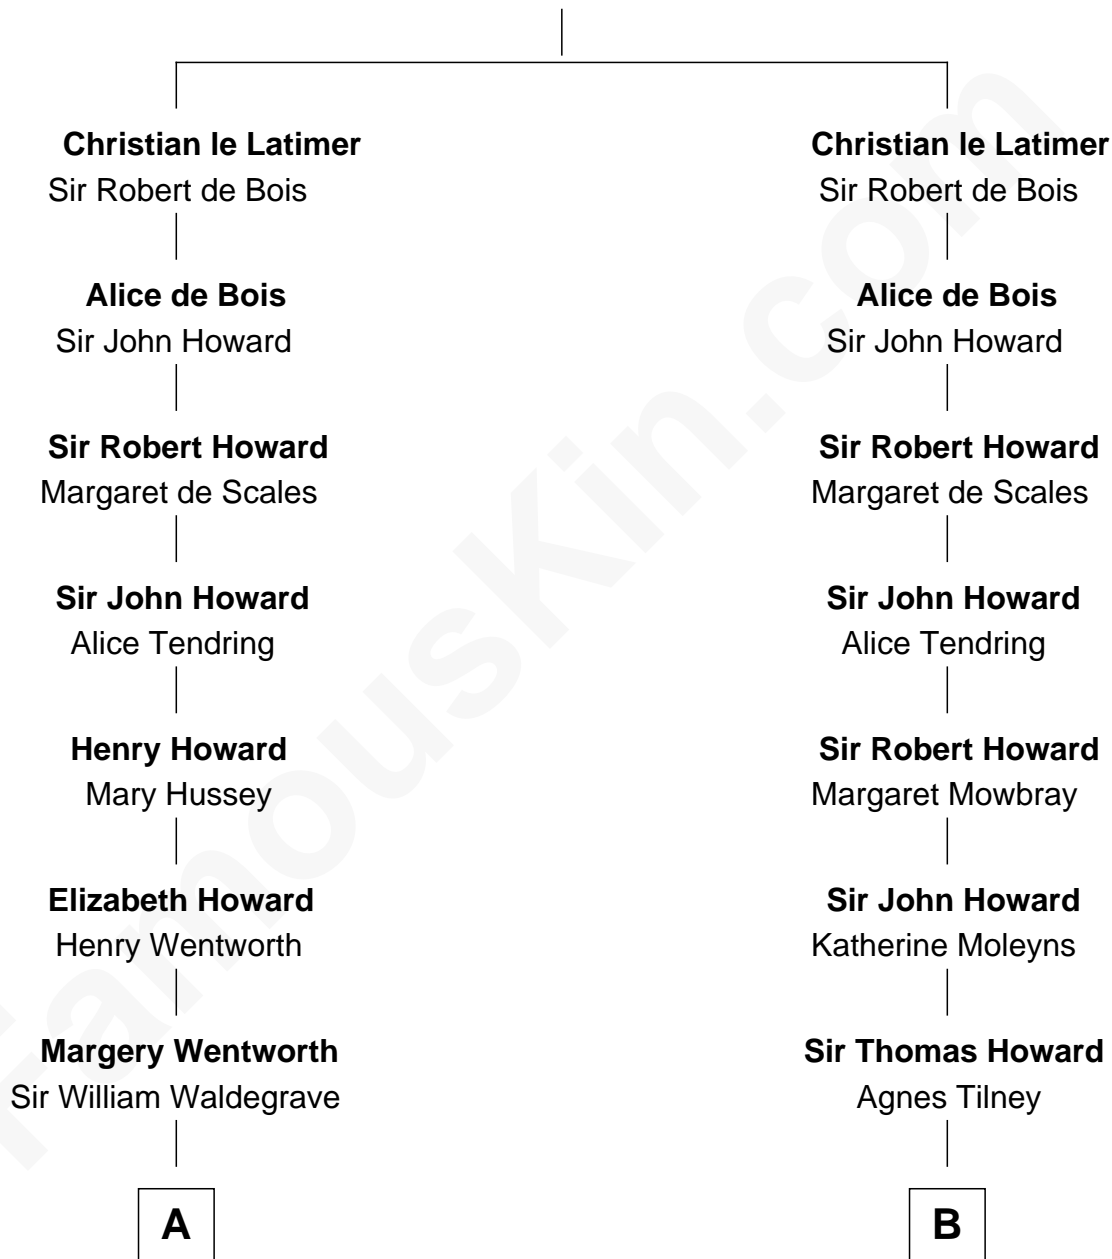 Christian le Latimer Christian le Latimer
Sir Robert de Bois Sir Robert de Bois
Alice de Bois Alice de Bois
Sir John Howard Sir John Howard
Sir Robert Howard Sir Robert Howard
Margaret de Scales Margaret de Scales
Sir John Howard Sir John Howard
Alice Tendring Alice Tendring
Henry Howard Sir Robert Howard
Mary Hussey Margaret Mowbray
Elizabeth Howard Sir John Howard
Henry Wentworth Katherine Moleyns
Margery Wentworth Sir Thomas Howard
Sir William Waldegrave Agnes Tilney
A B
FamousKin.com